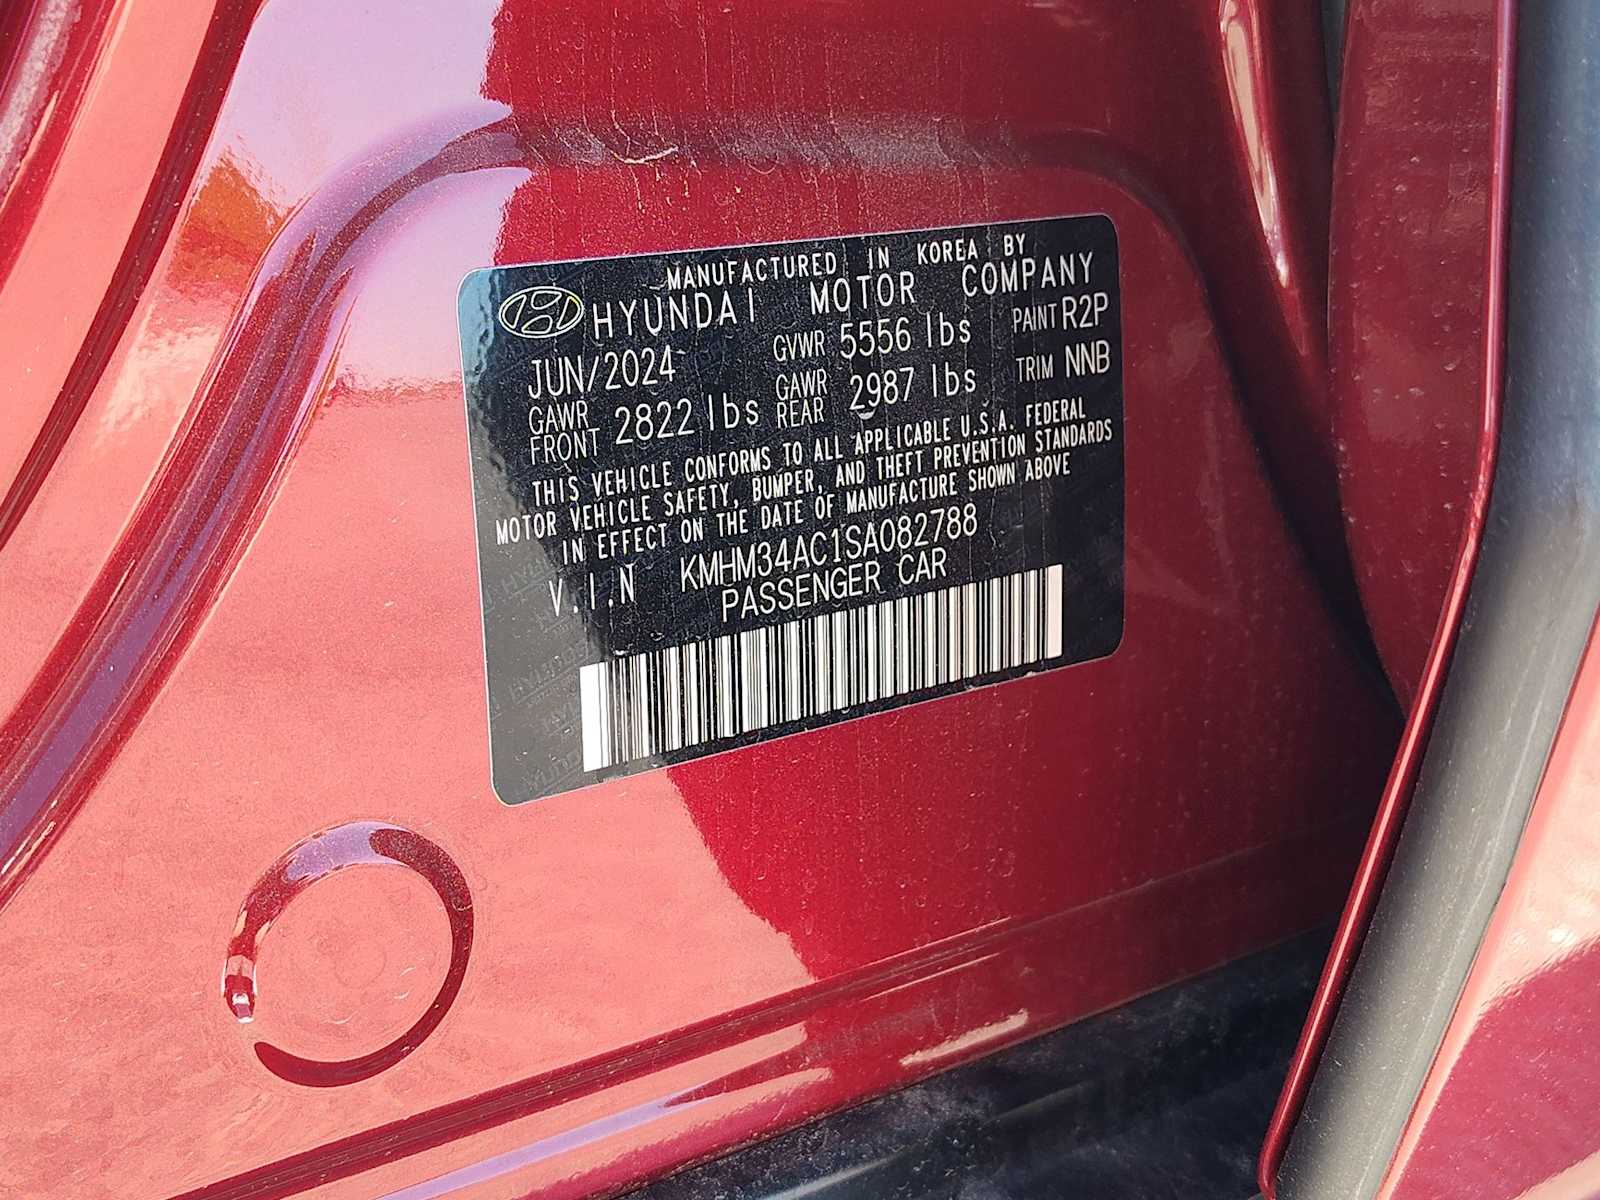 MANUFACTURED IN KOREA BY
HYUNDAI MOTOR COMPANY
JUN/2024 GVWR 5556 lbs PAINT R2P
GAWR FRONT 2822 lbs GAWR REAR 2987 lbs TRIM NNB
THIS VEHICLE CONFORMS TO ALL APPLICABLE U.S.A. FEDERAL
MOTOR VEHICLE SAFETY, BUMPER, AND THEFT PREVENTION STANDARDS
IN EFFECT ON THE DATE OF MANUFACTURE SHOWN ABOVE
V.I.N KMHM34AC1SA082788
PASSENGER CAR